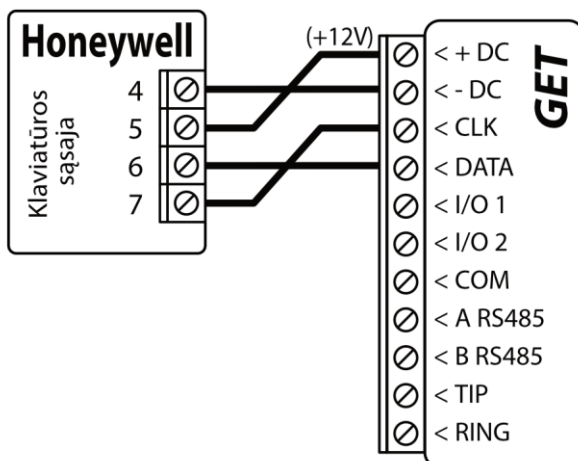 Honeywell
Klaviatūros
sąsaja
4
5
6
7
(+12V)
< + DC
< - DC
< CLK
< DATA
< I/O 1
< I/O 2
< COM
< A RS485
< B RS485
< TIP
< RING
GET